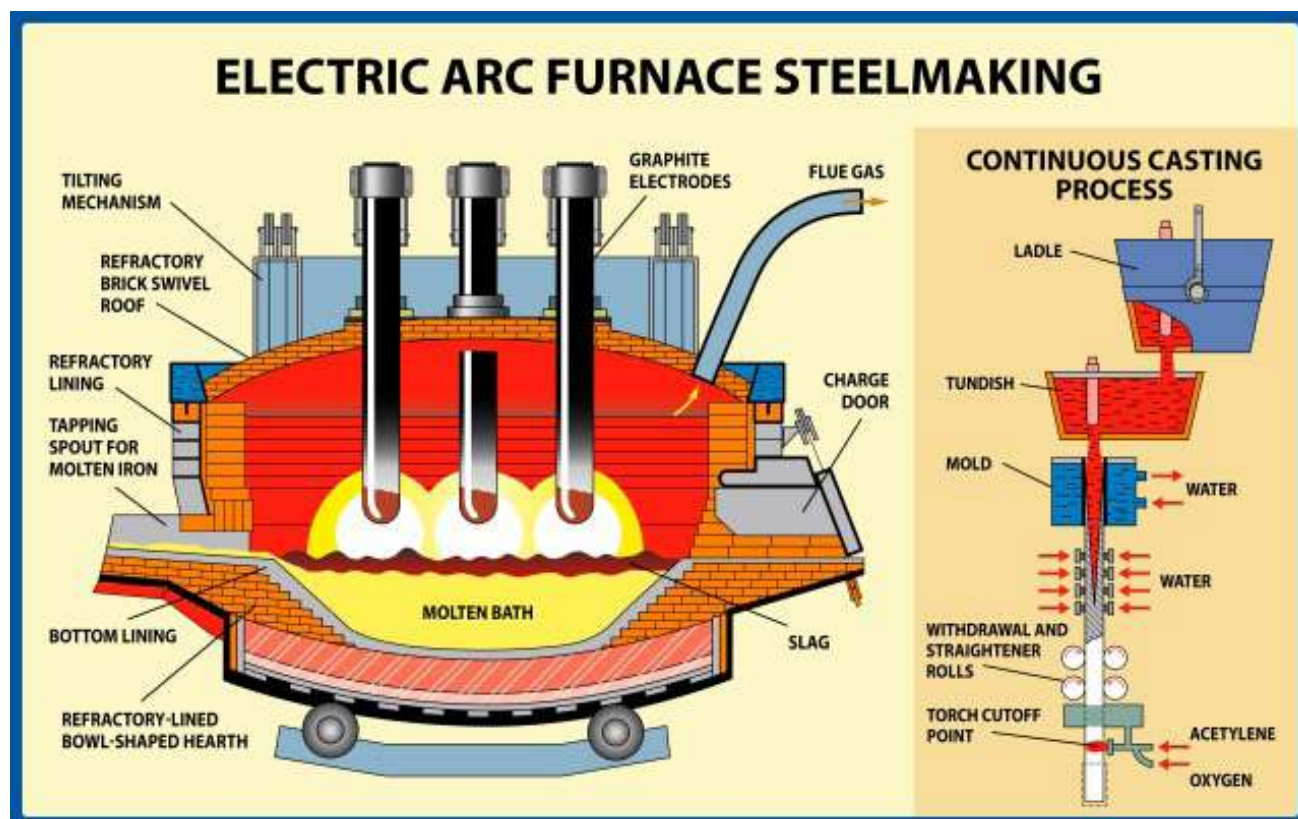 ELECTRIC ARC FURNACE STEELMAKING
TILTING
MECHANISM
REFRACTORY
BRICK SWIVEL
ROOF
REFRACTORY
LINING
TAPPING
SPOUT FOR
MOLTEN IRON
BOTTOM LINING
REFRACTORY-LINED
BOWL-SHAPED HEARTH
GRAPHITE
ELECTRODES
FLUE GAS
CHARGE
DOOR
MOLTEN BATH
SLAG
CONTINUOUS CASTING
PROCESS
LADLE
TUNDISH
MOLD
WATER
WATER
WITHDRAWAL AND
STRAIGHTENER
ROLLS
TORCH CUTOFF
POINT
ACETYLENE
OXYGEN